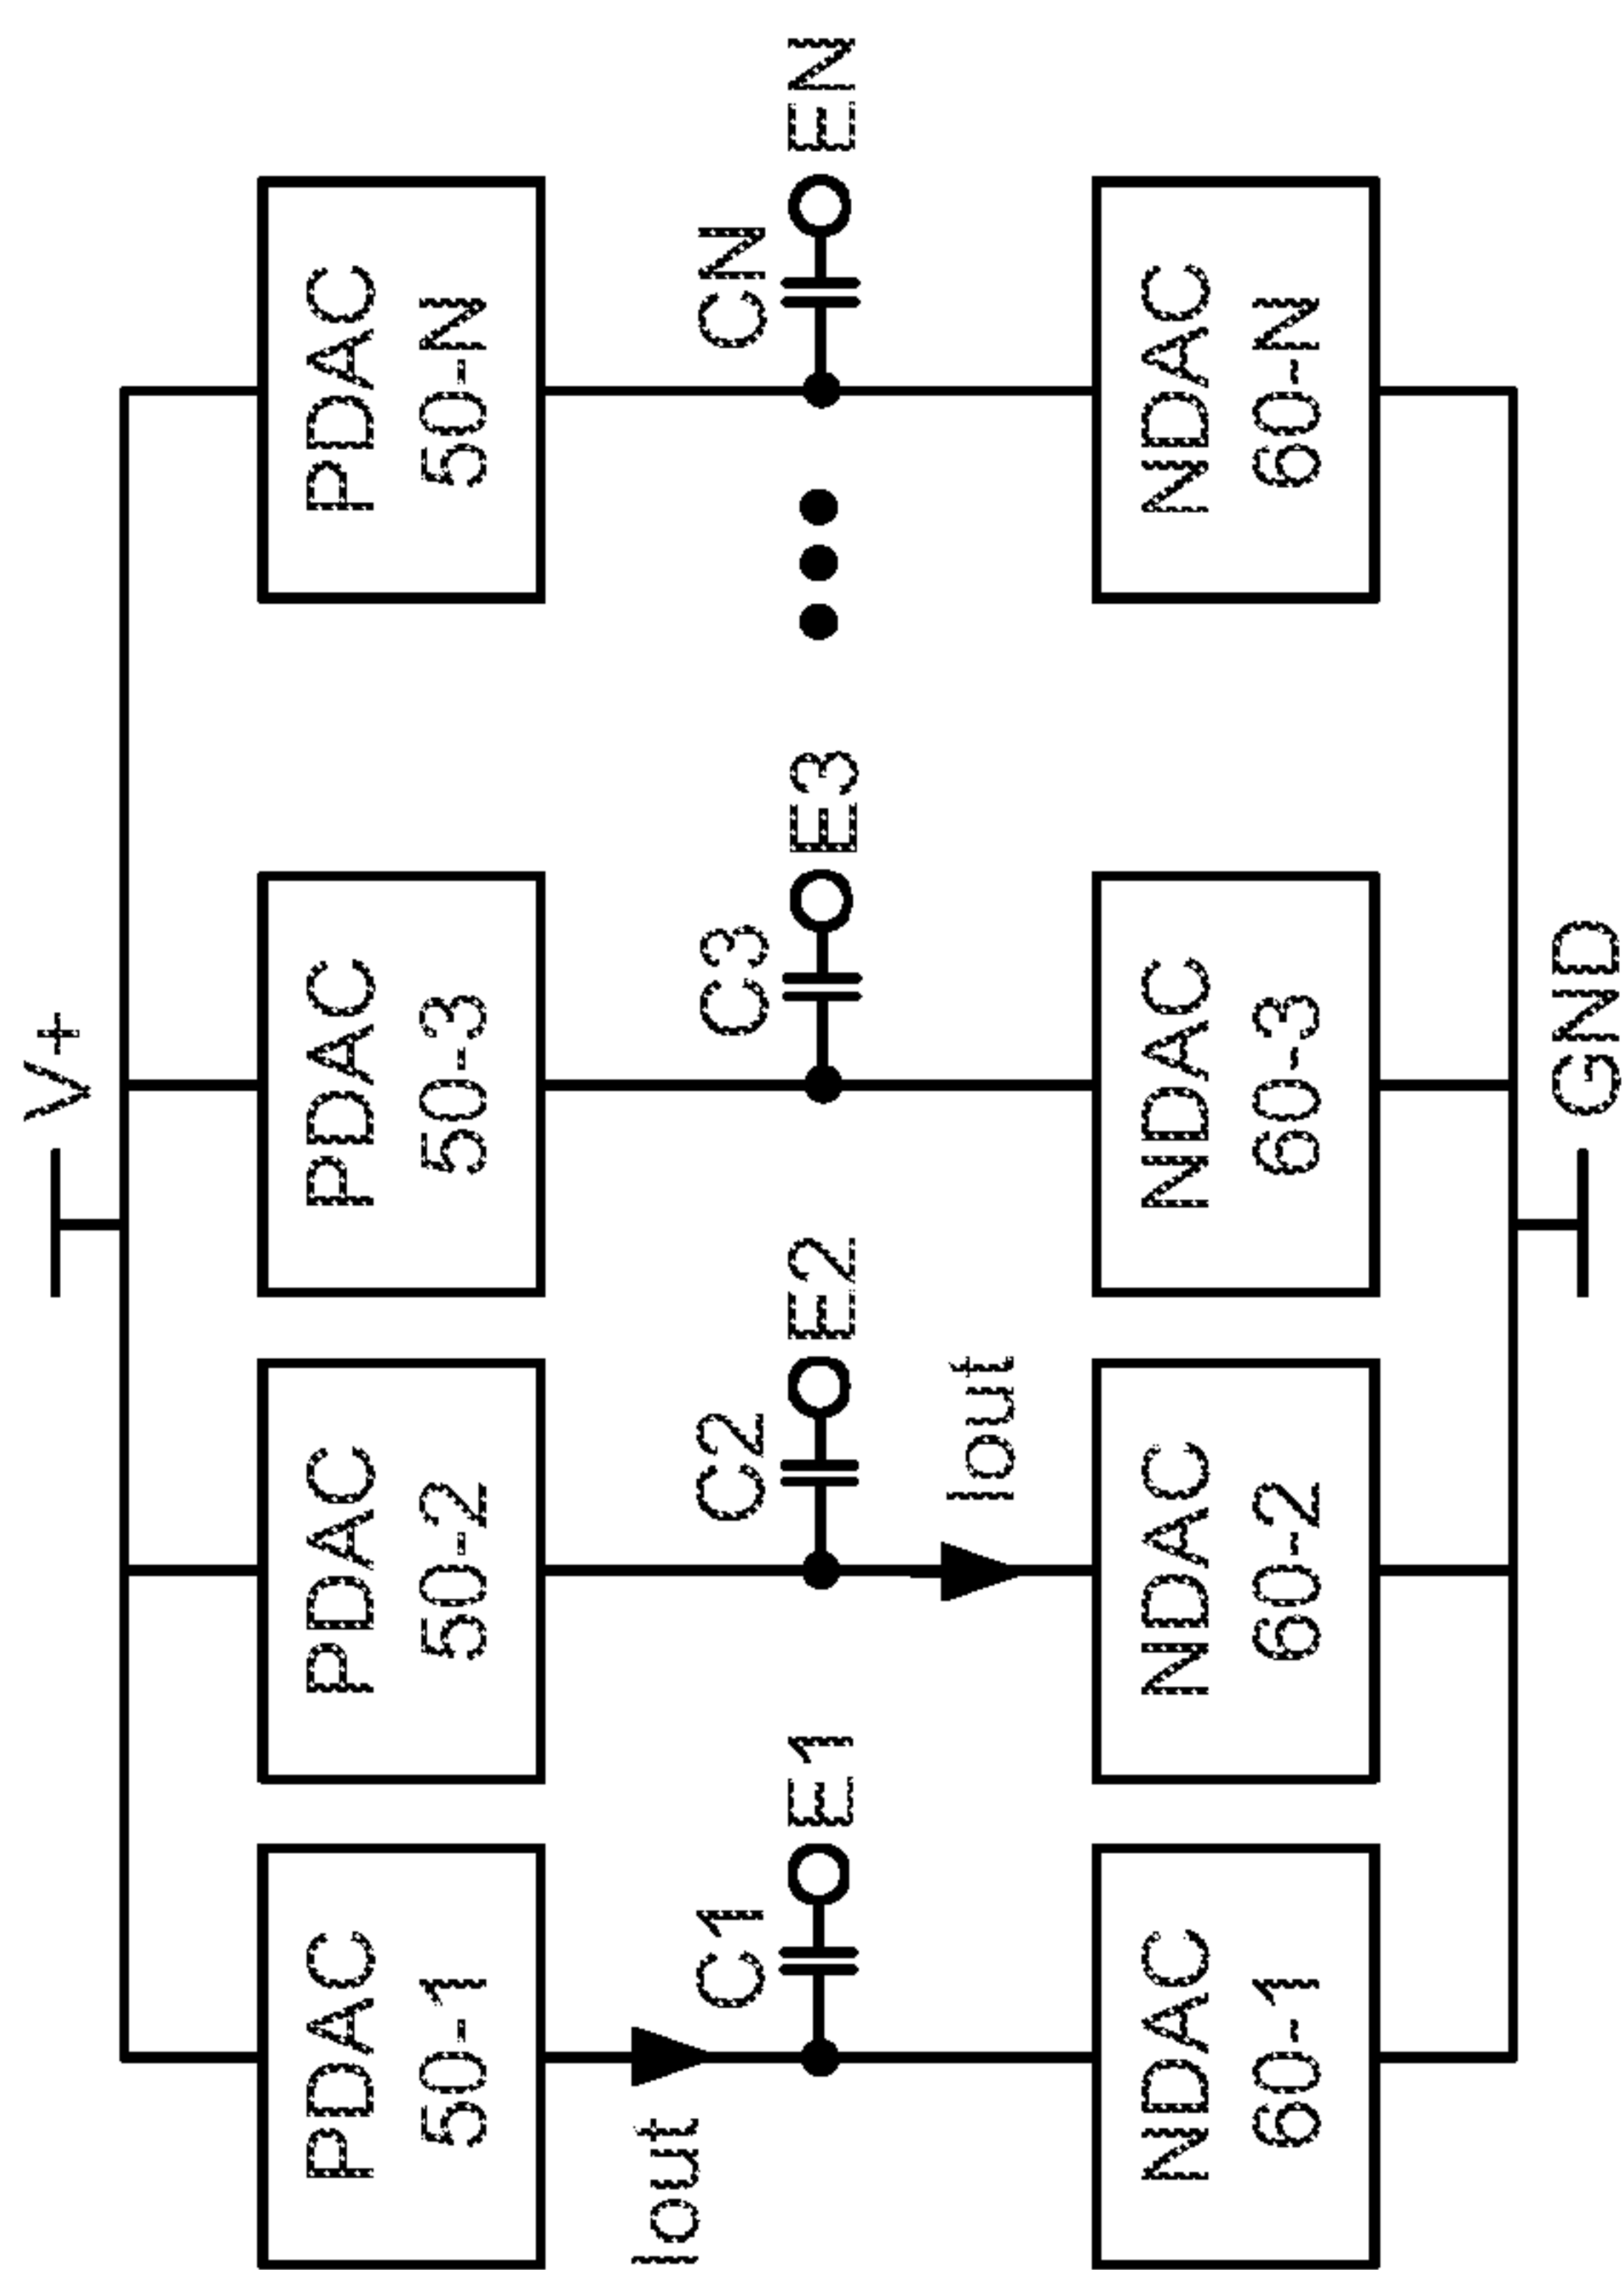 V+
PDAC
50-1
PDAC
50-2
PDAC
50-3
PDAC
50-N
Iout
C1
E1
C2
E2
C3
E3
CN
EN
Iout
NDAC
60-1
NDAC
60-2
NDAC
60-3
NDAC
60-N
GND